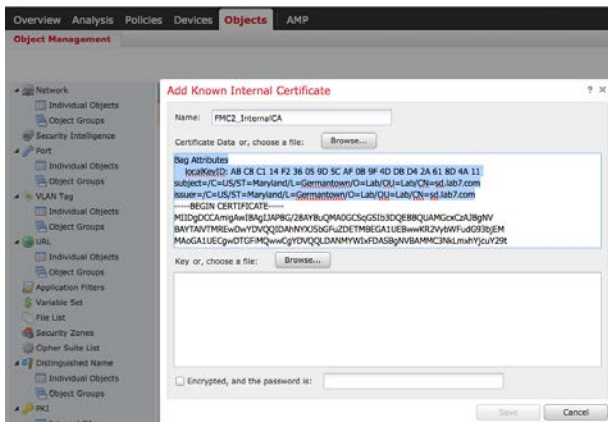 Overview Analysis Policies Devices Objects AMP
Object Management
Network
Individual Objects
Object Groups
Security Intelligence
Port
Individual Objects
Object Groups
VLAN Tag
Individual Objects
Object Groups
URL
Individual Objects
Object Groups
Application Filters
Variable Set
File List
Security Zones
Cipher Suite List
Distinguished Name
Individual Objects
Object Groups
PKI
Add Known Internal Certificate ? X
Name: FMC2_InternalCA
Certificate Data or, choose a file: Browse...
Bag Attributes
localKeyID: AB C8 C1 14 F2 36 05 9D 5C AF 0B 9F 4D DB D4 2A 61 8D 4A 11
subject=/C=US/ST=Maryland/L=Germantown/O=Lab/OU=Lab/CN=sd.lab7.com
issuer=/C=US/ST=Maryland/L=Germantown/O=Lab/OU=Lab/CN=sd.lab7.com
-----BEGIN CERTIFICATE-----
Key or, choose a file: Browse...
Encrypted, and the password is:
Save Cancel